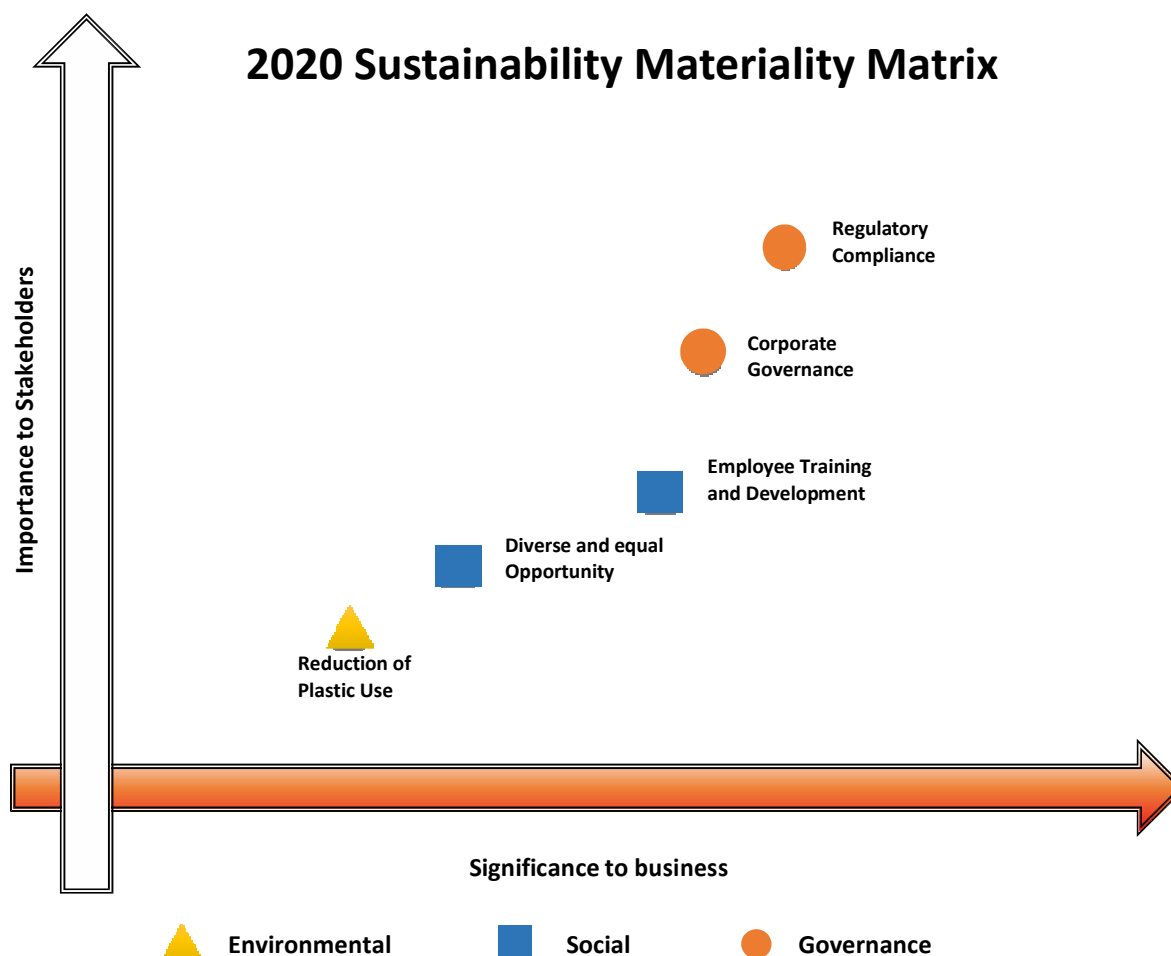 2020 Sustainability Materiality Matrix
Importance to Stakeholders
Regulatory
Compliance
Corporate
Governance
Employee Training
and Development
Diverse and equal
Opportunity
Reduction of
Plastic Use
Significance to business
Environmental
Social
Governance